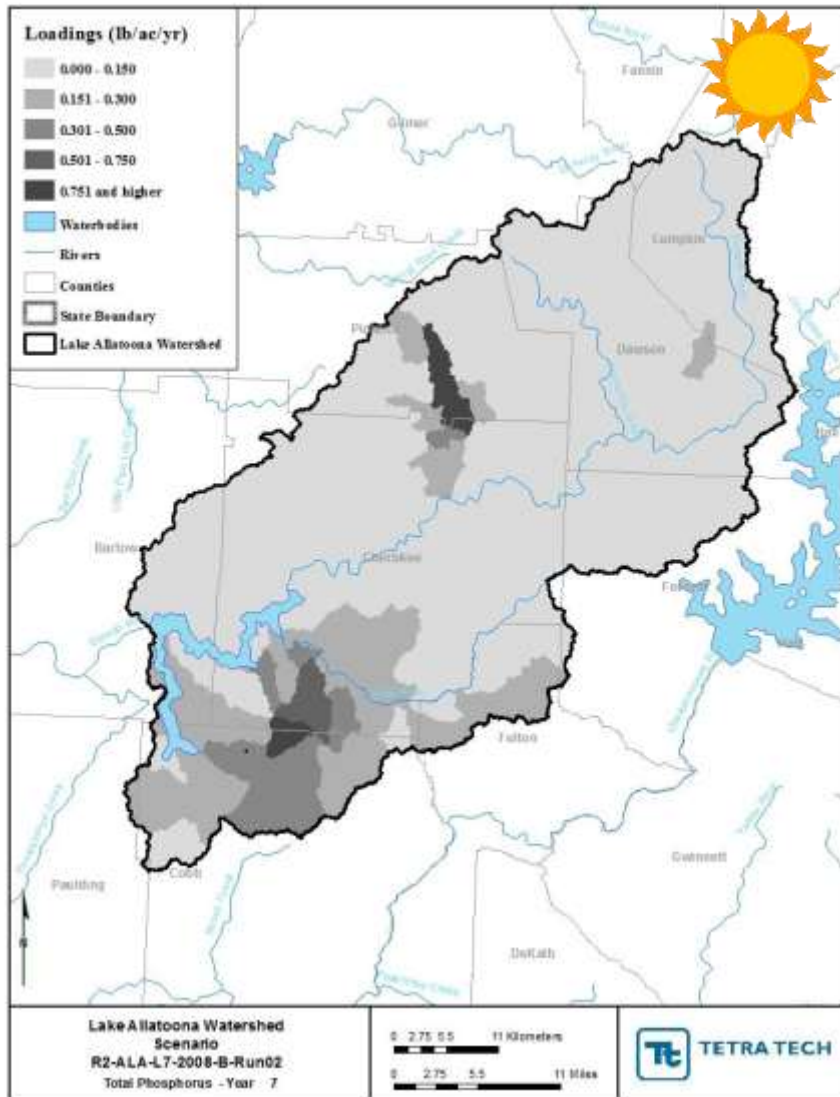 Loadings (lb/ac/yr)
0.000 - 0.150
0.151 - 0.300
0.301 - 0.500
0.501 - 0.750
0.751 and higher
Waterbodies
Rivers
Counties
State Boundary
Lake Allatoona Watershed
Fannin
Gilmer
Lumpkin
Dawson
Bartow
Cherokee
Fulton
Gwinnett
Paulding
Cobb
DeKalb
N
Lake Allatoona Watershed
Scenario
R2-ALA-L7-2008-B-Run02
Total Phosphorus - Year 7
0 2.75 5.5 11 Kilometers
0 2.75 5.5 11 Miles
Tt
TETRA TECH